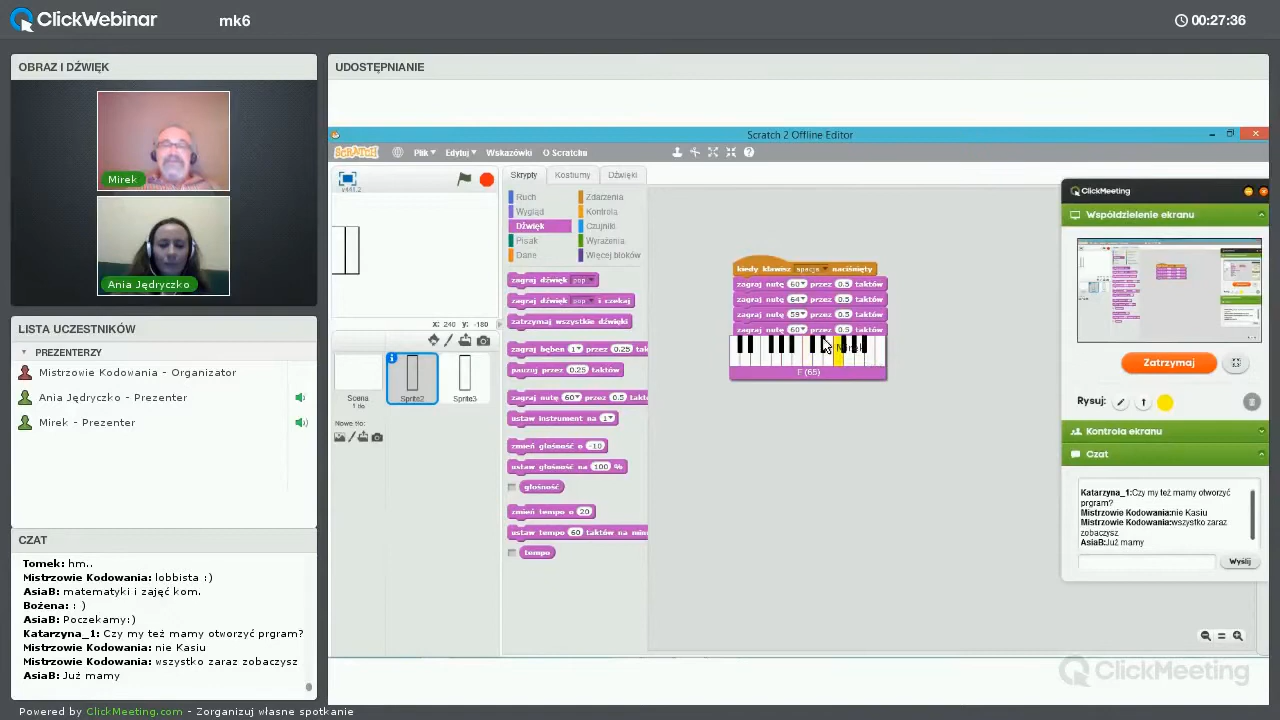 ClickWebinar
mk6
00:27:36
OBRAZ I DŹWIĘK
Mirek
Ania Jędryczko
LISTA UCZESTNIKÓW
PREZENTERZY
Mistrzowie Kodowania - Organizator
Ania Jędryczko - Prezenter
Mirek - Prezenter
CZAT
Tomek: hm..
Mistrzowie Kodowania: lobbista :)
AsiaB: matematyki i zajęć kom.
Bożena: : )
AsiaB: Poczekamy:)
Katarzyna_1: Czy my też mamy otworzyć prgram?
Mistrzowie Kodowania: nie Kasiu
Mistrzowie Kodowania: wszystko zaraz zobaczysz
AsiaB: Już mamy
UDOSTĘPNIANIE
Scratch 2 Offline Editor
SCRATCH Plik Edytuj Wskazówki O Scratchu
v441.2
X: 240 y: -180
Sprite2
Sprite3
Scena
1 tło
Nowe tło:
Skrypty Kostiumy Dźwięki
Ruch Zdarzenia
Wygląd Kontrola
Dźwięk Czujniki
Pisak Wyrażenia
Dane Więcej bloków
zagraj dźwięk pop
zagraj dźwięk pop i czekaj
zatrzymaj wszystkie dźwięki
zagraj bęben 1 przez 0.25 tak
pauzuj przez 0.25 taktów
zagraj nutę 60 przez 0.5 takt
ustaw instrument na 1
zmień głośność o -10
ustaw głośność na 100 %
głośność
zmień tempo o 20
ustaw tempo 60 taktów na min
tempo
kiedy klawisz spacja naciśnięty
zagraj nutę 60 przez 0.5 taktów
zagraj nutę 64 przez 0.5 taktów
zagraj nutę 59 przez 0.5 taktów
zagraj nutę 60 przez 0.5 taktów
F (65)
ClickMeeting
Współdzielenie ekranu
Zatrzymaj
Rysuj:
Kontrola ekranu
Czat
Katarzyna_1:Czy my też mamy otworzyć
prgram?
Mistrzowie Kodowania:nie Kasiu
Mistrzowie Kodowania:wszystko zaraz
zobaczysz
AsiaB:Już mamy
Wyślij
ClickMeeting
Powered by ClickMeeting.com - Zorganizuj własne spotkanie